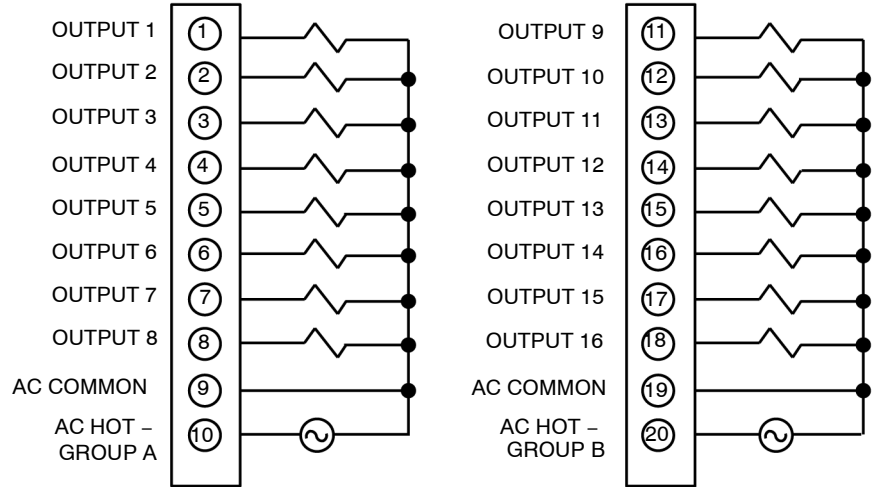 OUTPUT 1 1
OUTPUT 2 2
OUTPUT 3 3
OUTPUT 4 4
OUTPUT 5 5
OUTPUT 6 6
OUTPUT 7 7
OUTPUT 8 8
AC COMMON 9
AC HOT –
GROUP A 10
OUTPUT 9 11
OUTPUT 10 12
OUTPUT 11 13
OUTPUT 12 14
OUTPUT 13 15
OUTPUT 14 16
OUTPUT 15 17
OUTPUT 16 18
AC COMMON 19
AC HOT –
GROUP B 20